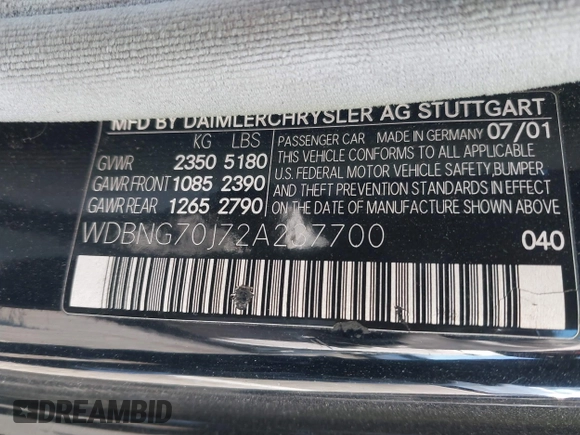 MFD BY DAIMLERCHRYSLER AG STUTTGART
KG LBS
GVWR 2350 5180
GAWR FRONT 1085 2390
GAWR REAR 1265 2790
PASSENGER CAR MADE IN GERMANY 07/01
THIS VEHICLE CONFORMS TO ALL APPLICABLE
U.S. FEDERAL MOTOR VEHICLE SAFETY, BUMPER
AND THEFT PREVENTION STANDARDS IN EFFECT
ON THE DATE OF MANUFACTURE SHOWN ABOVE.
040
DREAMBID